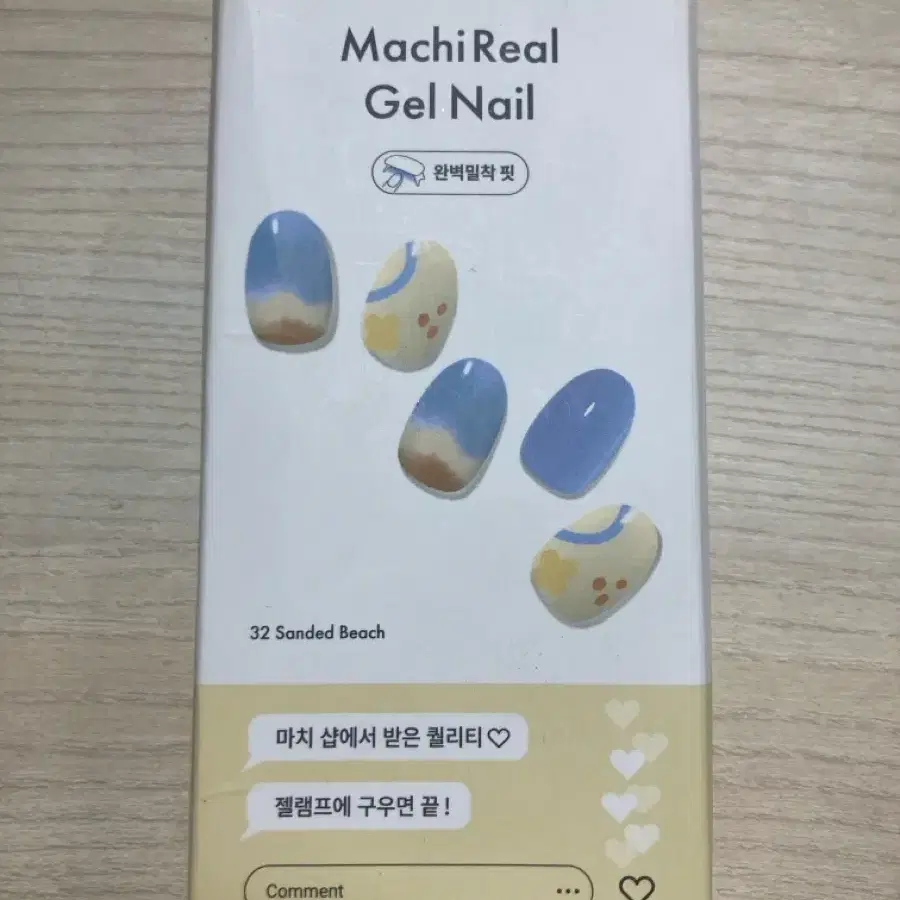 Machi Real
Gel Nail
완벽밀착 핏
32 Sanded Beach
마치 샵에서 받은 퀄리티♡
젤램프에 구우면 끝!
Comment